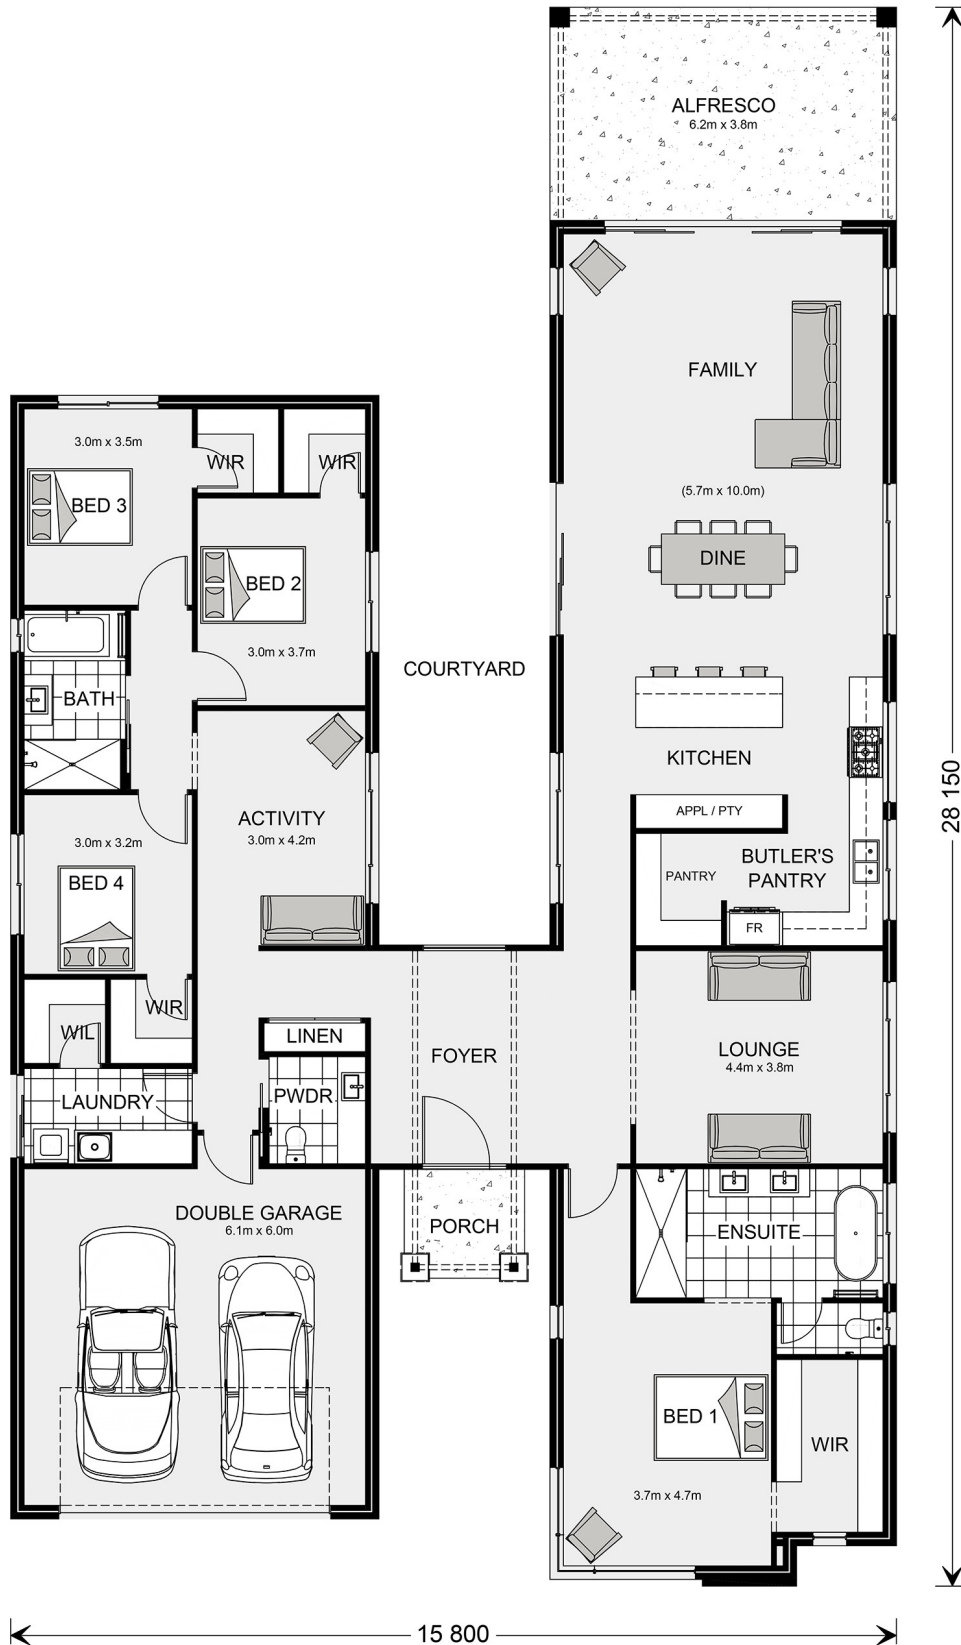 ALFRESCO
6.2m x 3.8m
FAMILY
(5.7m x 10.0m)
DINE
KITCHEN
APPL / PTY
BUTLER'S
PANTRY
PANTRY
FR
3.0m x 3.5m
BED 3
WIR
WIR
BED 2
3.0m x 3.7m
BATH
COURTYARD
ACTIVITY
3.0m x 4.2m
3.0m x 3.2m
BED 4
WIR
WIL
LINEN
FOYER
LOUNGE
4.4m x 3.8m
LAUNDRY
PWDR
DOUBLE GARAGE
6.1m x 6.0m
PORCH
ENSUITE
BED 1
WIR
3.7m x 4.7m
28 150
15 800